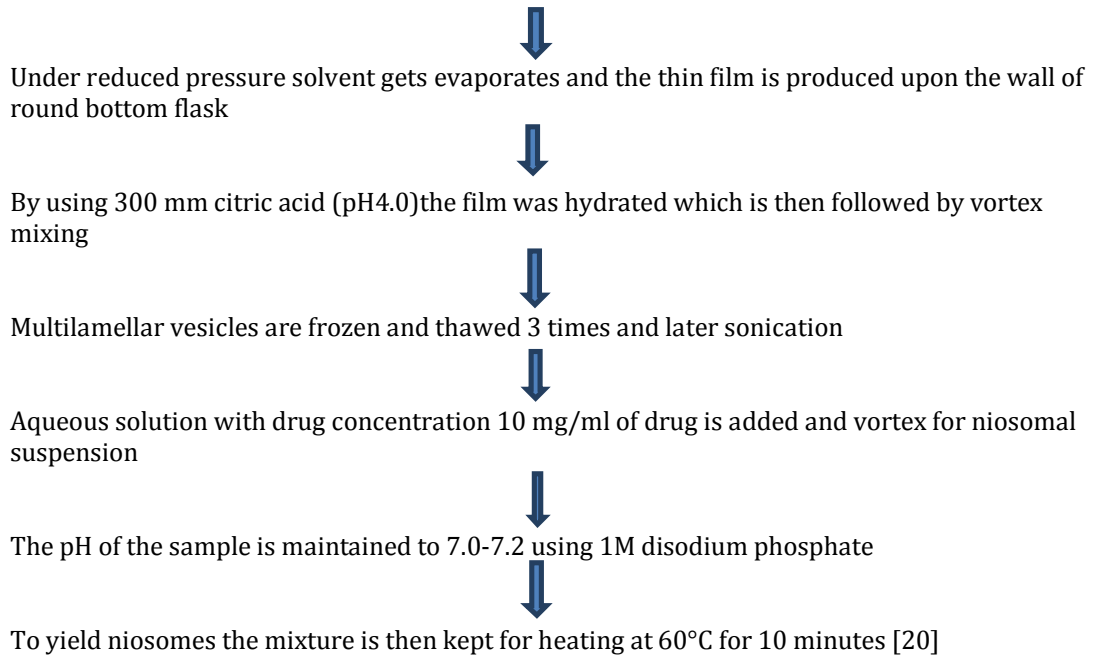 Under reduced pressure solvent gets evaporates and the thin film is produced upon the wall of
round bottom flask
By using 300 mm citric acid (pH4.0)the film was hydrated which is then followed by vortex
mixing
Multilamellar vesicles are frozen and thawed 3 times and later sonication
Aqueous solution with drug concentration 10 mg/ml of drug is added and vortex for niosomal
suspension
The pH of the sample is maintained to 7.0-7.2 using 1M disodium phosphate
To yield niosomes the mixture is then kept for heating at 60°C for 10 minutes [20]